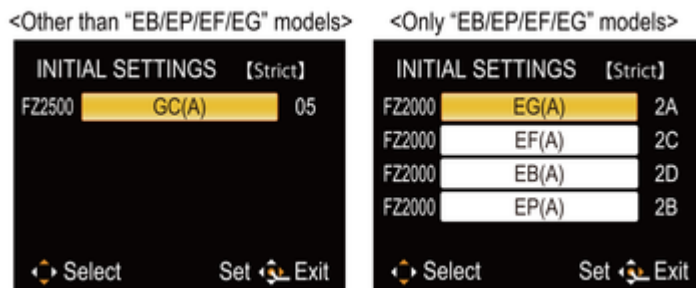 <Other than “EB/EP/EF/EG” models>
INITIAL SETTINGS 【Strict】
FZ2500 GC(A) 05
Select Set Exit
<Only “EB/EP/EF/EG” models>
INITIAL SETTINGS 【Strict】
FZ2000 EG(A) 2A
FZ2000 EF(A) 2C
FZ2000 EB(A) 2D
FZ2000 EP(A) 2B
Select Set Exit